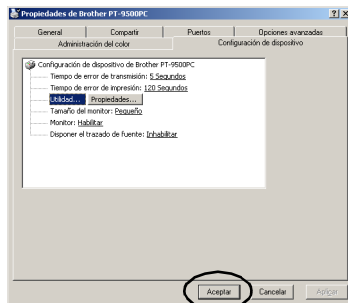 Propiedades de Brother PT-9500PC
General Compartir Puertos Opciones avanzadas
Administración del color Configuración de dispositivo
Configuración de dispositivo de Brother PT-9500PC
Tiempo de error de transmisión: 5 Segundos
Tiempo de error de impresión: 120 Segundos
Utilidad... Propiedades...
Tamaño del monitor: Pequeño
Monitor: Habilitar
Disponer el trazado de fuente: Inhabilitar
Aceptar Cancelar Aplicar